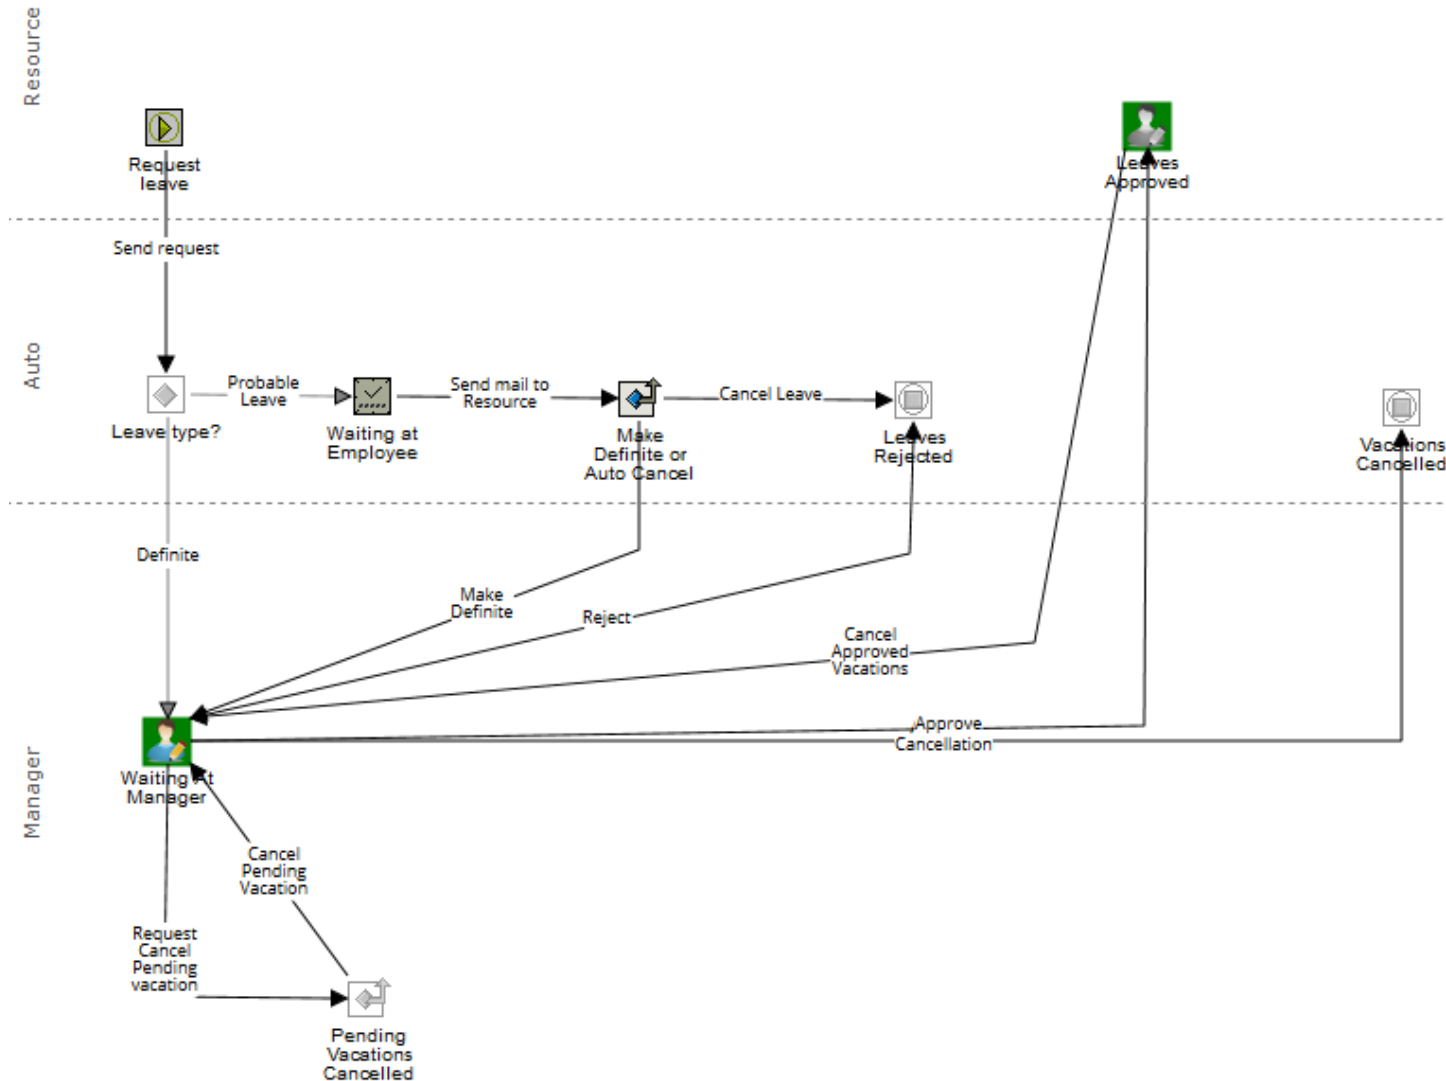 Resource
Request
leave
Leaves
Approved
Send request
Auto
Leave type?
Probable
Leave
Waiting at
Employee
Send mail to
Resource
Make
Definite or
Auto Cancel
Cancel Leave
Leaves
Rejected
Vacations
Cancelled
Definite
Make
Definite
Reject
Cancel
Approved
Vacations
Approve
Cancellation
Manager
Waiting At
Manager
Cancel
Pending
Vacation
Request
Cancel
Pending
vacation
Pending
Vacations
Cancelled